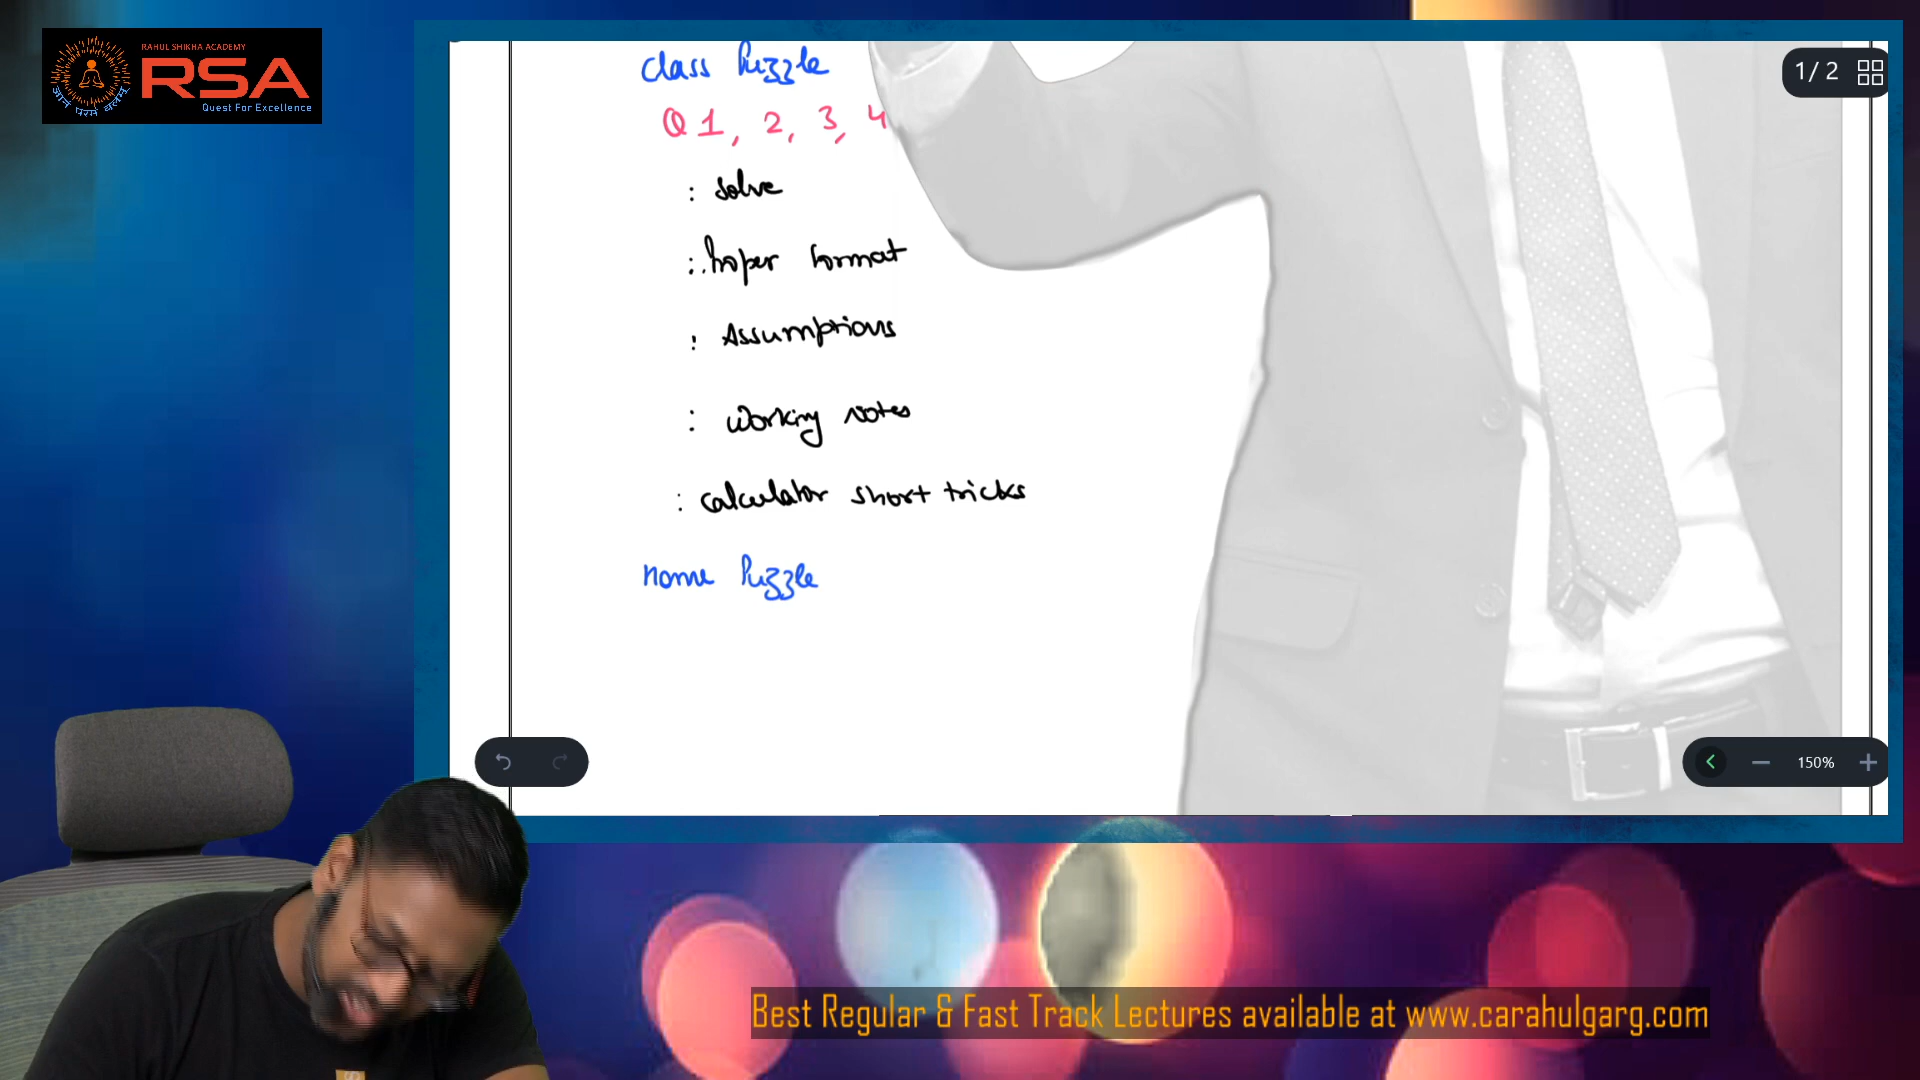 RAHUL SHIKHA ACADEMY
RSA
Quest For Excellence
1/2
Class Puzzle
Q 1, 2, 3, 4
: solve
: Proper format
: Assumptions
: working notes
: calculator short tricks
Home Puzzle
150%
Best Regular & Fast Track Lectures available at www.carahulgarg.com